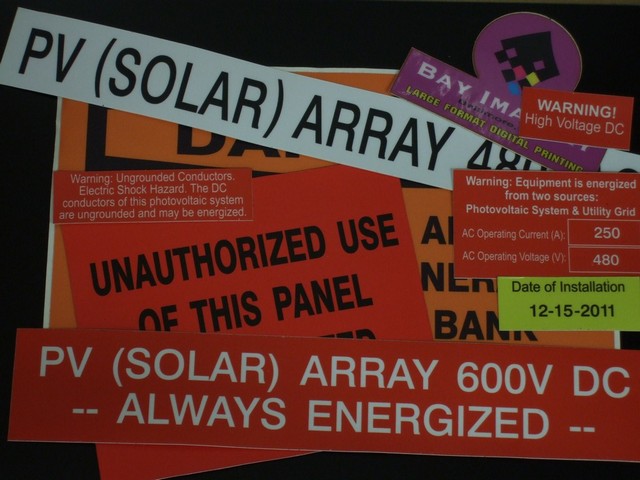 PV (SOLAR) ARRAY 480
BAY IMA
LARGE FORMAT DIGITAL PRINTING
WARNING!
High Voltage DC
Warning: Ungrounded Conductors.
Electric Shock Hazard. The DC
conductors of this photovoltaic system
are ungrounded and may be energized.
Warning: Equipment is energized
from two sources:
Photovoltaic System & Utility Grid
AC Operating Current (A): 250
AC Operating Voltage (V): 480
Date of Installation
12-15-2011
UNAUTHORIZED USE
OF THIS PANEL
BANK
PV (SOLAR) ARRAY 600V DC
-- ALWAYS ENERGIZED --